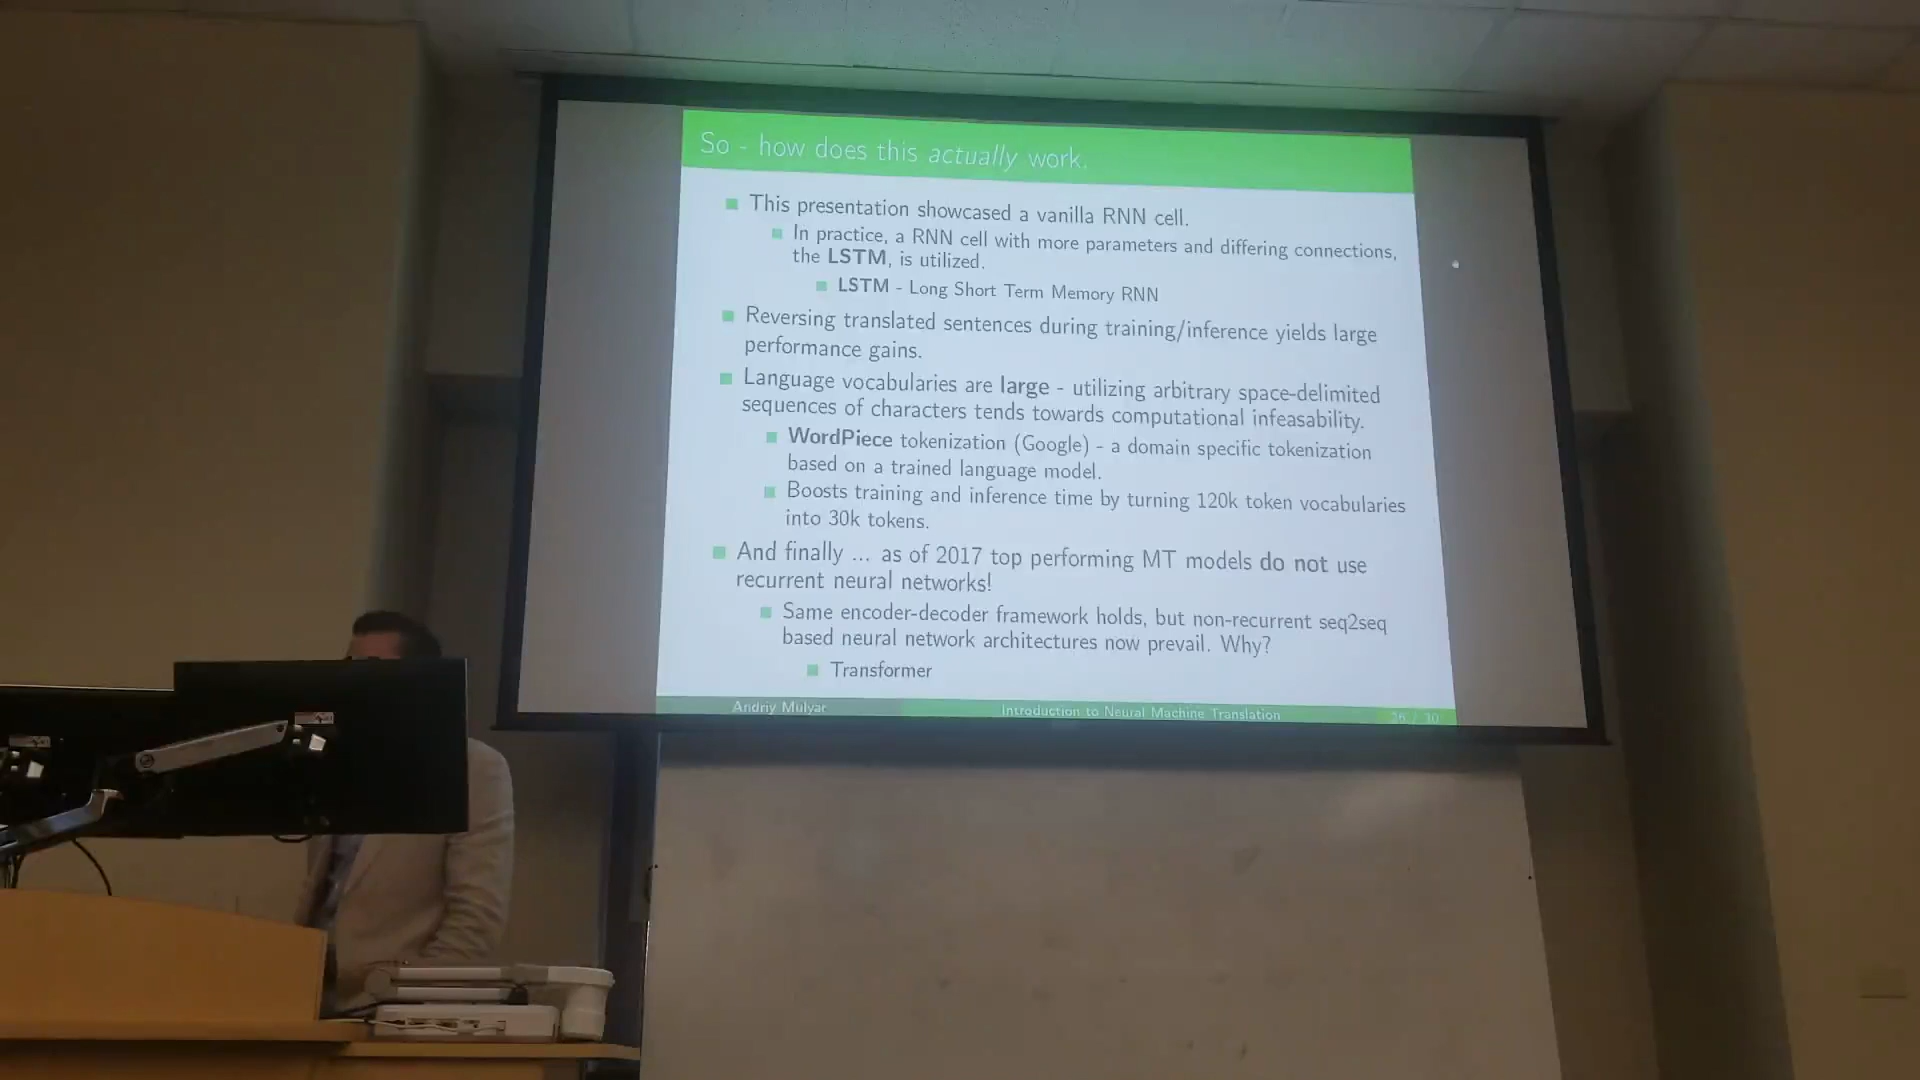 So - how does this actually work.
This presentation showcased a vanilla RNN cell.
In practice, a RNN cell with more parameters and differing connections,
the LSTM, is utilized.
LSTM - Long Short Term Memory RNN
Reversing translated sentences during training/inference yields large
performance gains.
Language vocabularies are large - utilizing arbitrary space-delimited
sequences of characters tends towards computational infeasability.
WordPiece tokenization (Google) - a domain specific tokenization
based on a trained language model.
Boosts training and inference time by turning 120k token vocabularies
into 30k tokens.
And finally ... as of 2017 top performing MT models do not use
recurrent neural networks!
Same encoder-decoder framework holds, but non-recurrent seq2seq
based neural network architectures now prevail. Why?
Transformer
Andriy Mulyar Introduction to Neural Machine Translation